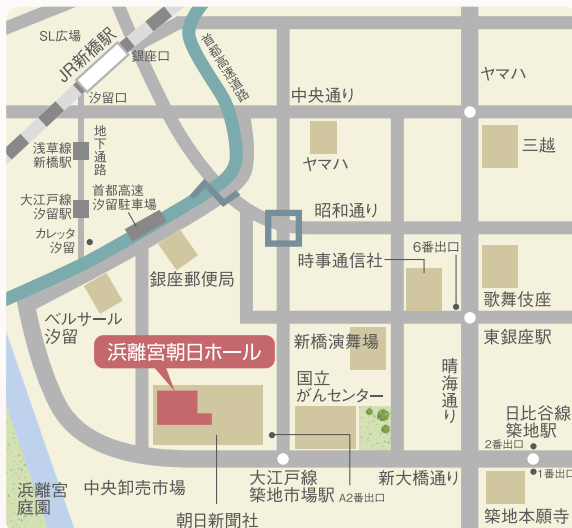 SL広場
JR新橋駅
銀座口
汐留口
首都高速道路
ヤマハ
中央通り
浅草線
新橋駅
地下通路
ヤマハ
三越
大江戸線
汐留駅
首都高速
汐留駐車場
カレッタ
汐留
昭和通り
銀座郵便局
時事通信社
6番出口
歌舞伎座
ベルサール
汐留
浜離宮朝日ホール
新橋演舞場
東銀座駅
国立
がんセンター
晴海通り
日比谷線
築地駅
2番出口
1番出口
浜離宮
庭園
中央卸売市場
大江戸線
築地市場駅
A2番出口
新大橋通り
朝日新聞社
築地本願寺